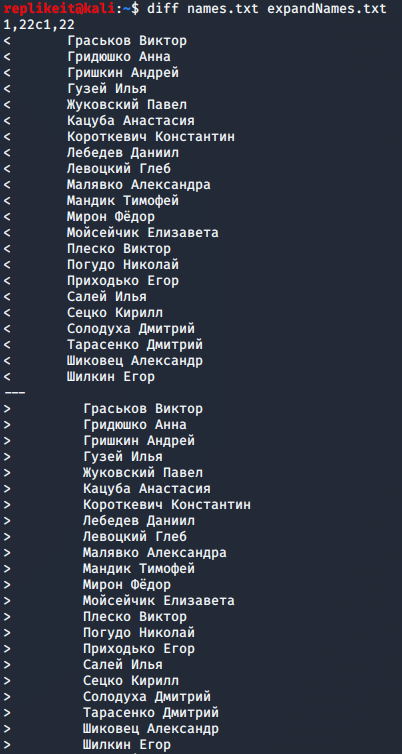 replikeit@kali:~$ diff names.txt expandNames.txt
1,22c1,22
<       Граськов Виктор
<       Гридюшко Анна
<       Гришкин Андрей
<       Гузей Илья
<       Жуковский Павел
<       Кацуба Анастасия
<       Короткевич Константин
<       Лебедев Даниил
<       Левоцкий Глеб
<       Малявко Александра
<       Мандик Тимофей
<       Мирон Фёдор
<       Мойсейчик Елизавета
<       Плеско Виктор
<       Погудо Николай
<       Приходько Егор
<       Салей Илья
<       Сецко Кирилл
<       Солодуха Дмитрий
<       Тарасенко Дмитрий
<       Шиковец Александр
<       Шилкин Егор
---
>         Граськов Виктор
>         Гридюшко Анна
>         Гришкин Андрей
>         Гузей Илья
>         Жуковский Павел
>         Кацуба Анастасия
>         Короткевич Константин
>         Лебедев Даниил
>         Левоцкий Глеб
>         Малявко Александра
>         Мандик Тимофей
>         Мирон Фёдор
>         Мойсейчик Елизавета
>         Плеско Виктор
>         Погудо Николай
>         Приходько Егор
>         Салей Илья
>         Сецко Кирилл
>         Солодуха Дмитрий
>         Тарасенко Дмитрий
>         Шиковец Александр
>         Шилкин Егор